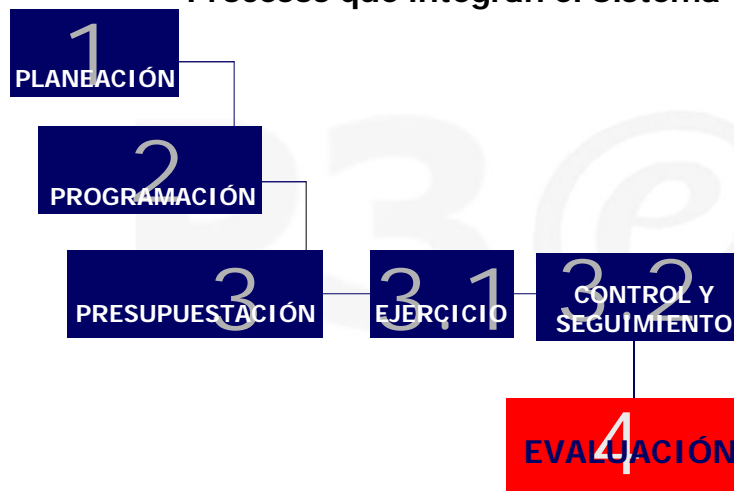 Procesos que integran el Sistema
1
PLANEACIÓN
2
PROGRAMACIÓN
3
PRESUPUESTACIÓN
3.1
EJERCICIO
3.2
CONTROL Y
SEGUIMIENTO
4
EVALUACIÓN
P3@